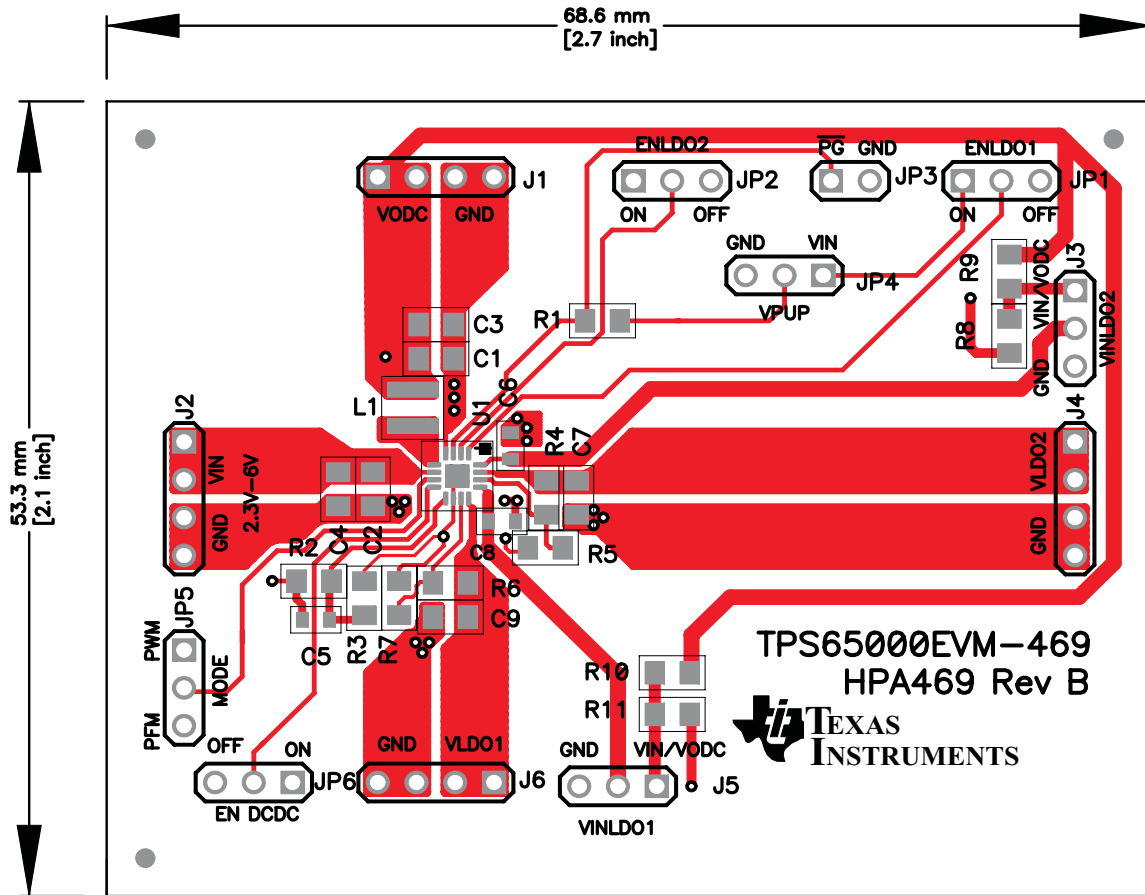 68.6 mm
[2.7 inch]
53.3 mm
[2.1 inch]
ENLDO2
PG GND
ENLDO1
J1
JP2
JP3
JP1
VODC GND
ON OFF
ON OFF
GND VIN
JP4
VPUP
R9
VIN/VODC
J3
R8
VINLDO2
GND
R1
C3
C1
L1
U1
C6
J2
VIN
2.3V-6V
GND
R4
C7
J4
VLDO2
GND
C4
C2
C8
R5
R2
R6
C9
JP5
PWM
MODE
PFM
C5
R3
R7
TPS65000EVM-469
HPA469 Rev B
R10
R11
TEXAS
INSTRUMENTS
OFF ON
JP6
EN DCDC
GND VLDO1
J6
GND VIN/VODC
J5
VINLDO1